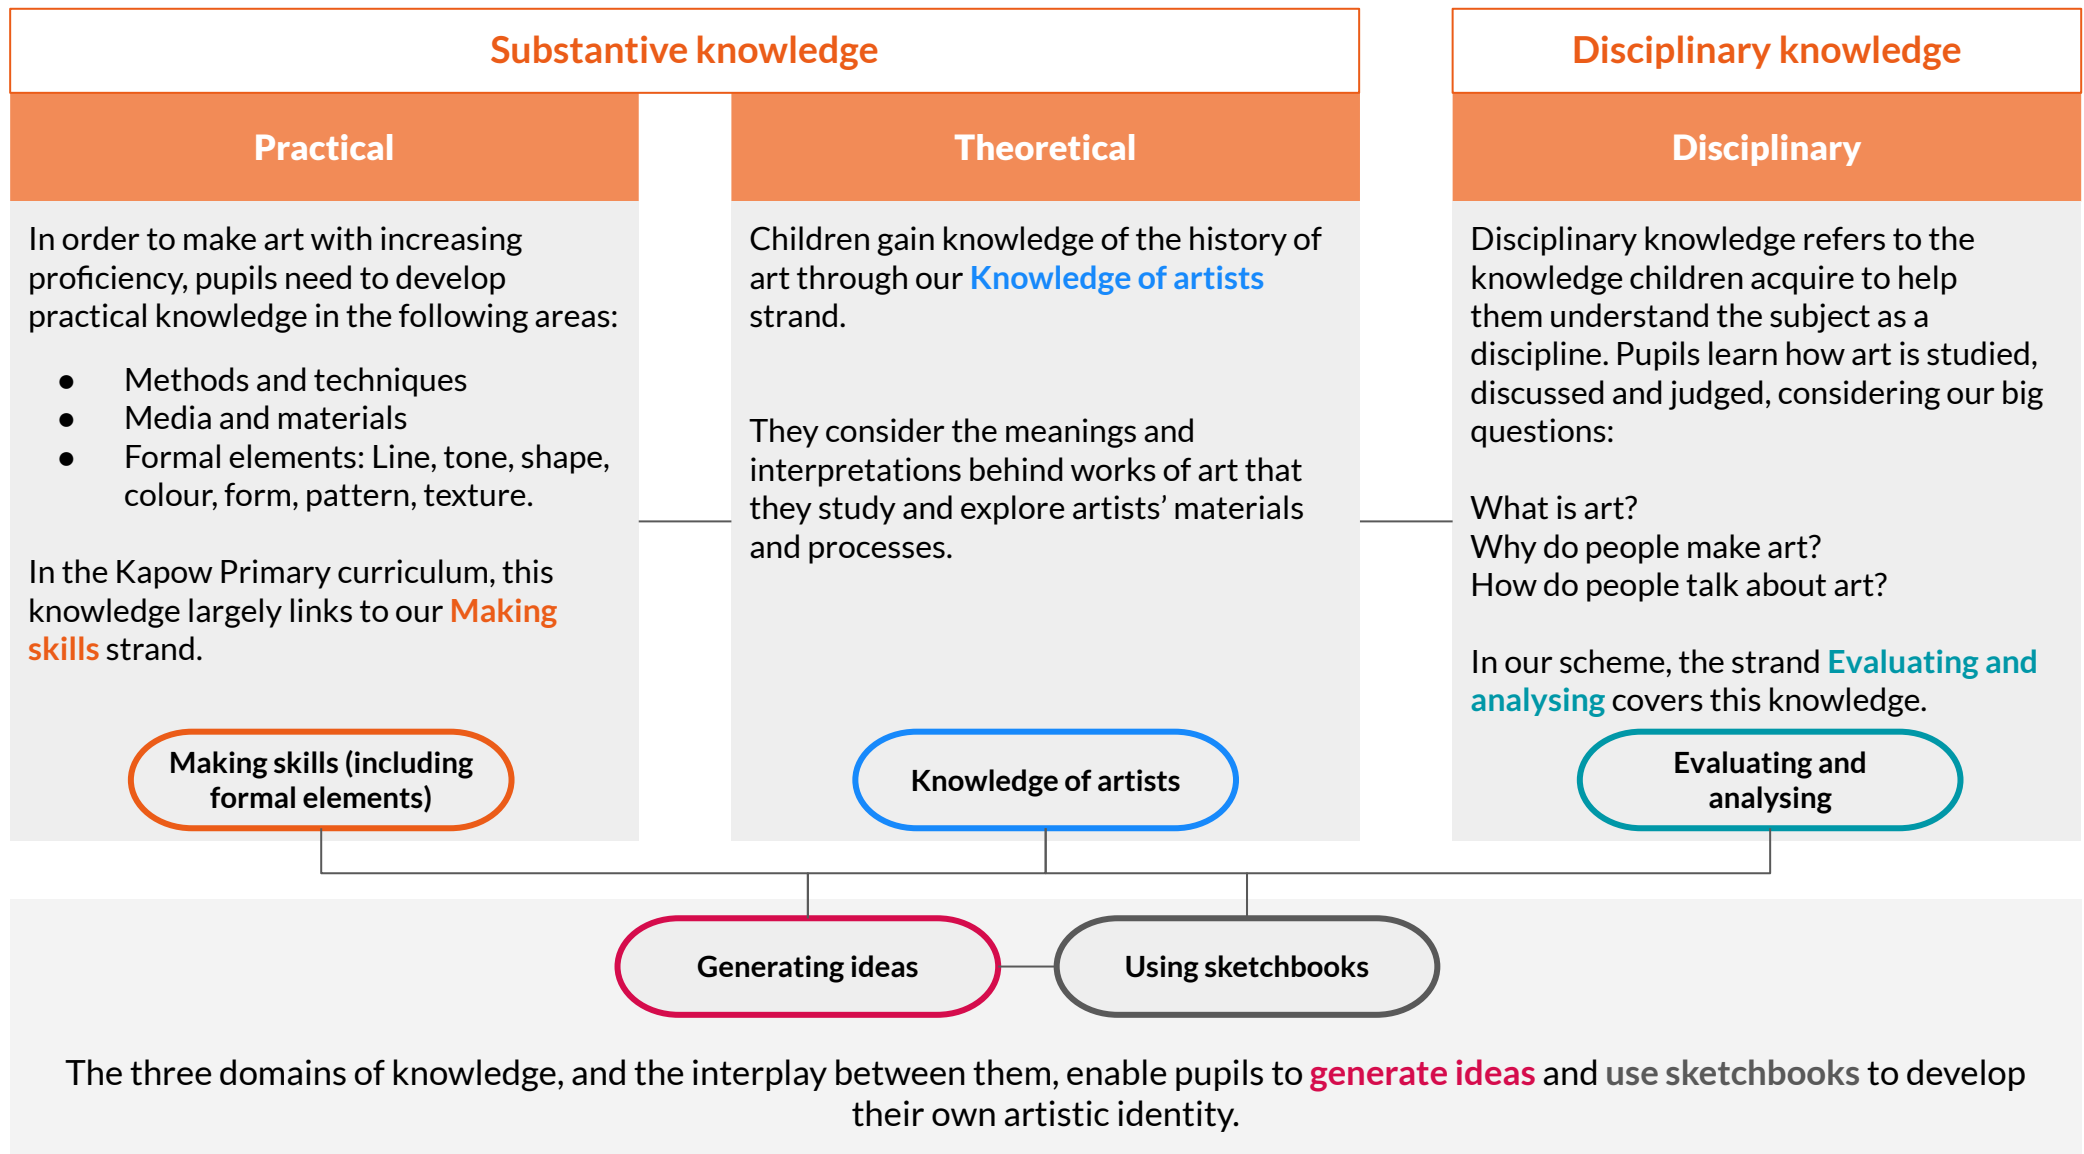 Substantive knowledge
Disciplinary knowledge
Practical
In order to make art with increasing
proficiency, pupils need to develop
practical knowledge in the following areas:
● Methods and techniques
● Media and materials
● Formal elements: Line, tone, shape,
colour, form, pattern, texture.
In the Kapow Primary curriculum, this
knowledge largely links to our Making
skills strand.
Making skills (including
formal elements)
Theoretical
Children gain knowledge of the history of
art through our Knowledge of artists
strand.
They consider the meanings and
interpretations behind works of art that
they study and explore artists’ materials
and processes.
Knowledge of artists
Disciplinary
Disciplinary knowledge refers to the
knowledge children acquire to help
them understand the subject as a
discipline. Pupils learn how art is studied,
discussed and judged, considering our big
questions:
What is art?
Why do people make art?
How do people talk about art?
In our scheme, the strand Evaluating and
analysing covers this knowledge.
Evaluating and
analysing
Generating ideas
Using sketchbooks
The three domains of knowledge, and the interplay between them, enable pupils to generate ideas and use sketchbooks to develop
their own artistic identity.